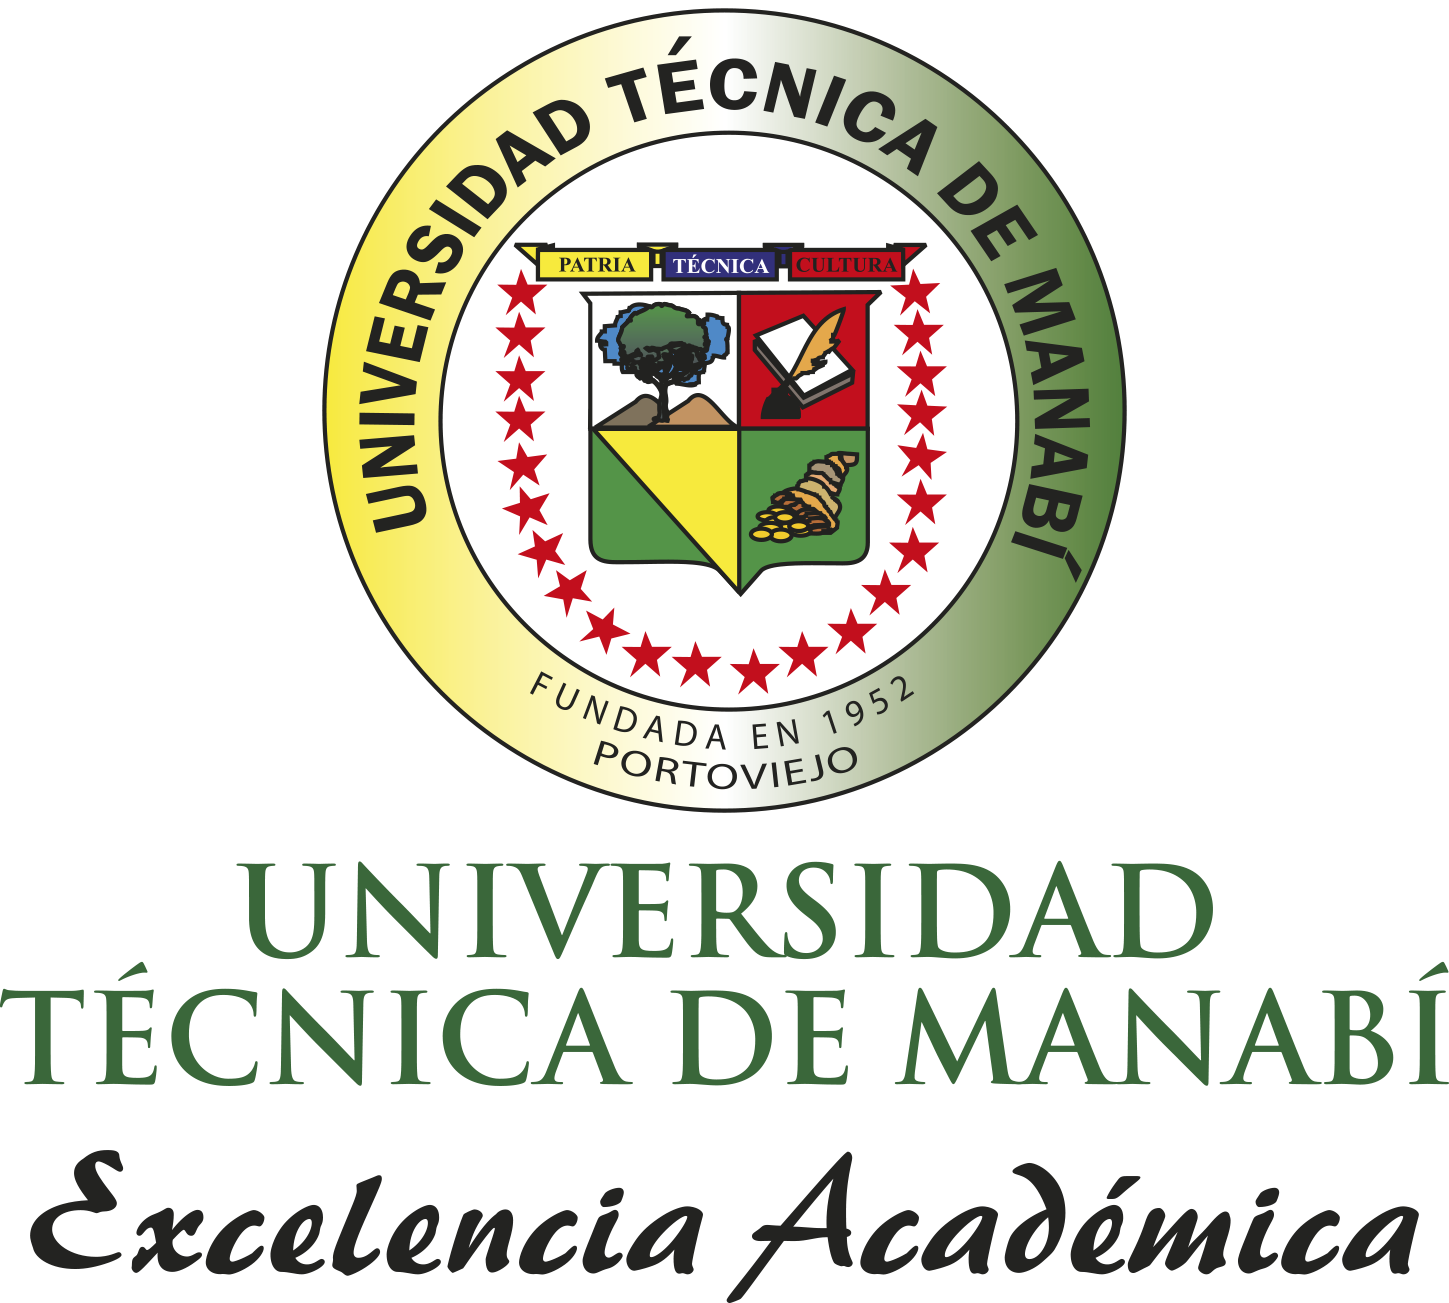 UNIVERSIDAD TÉCNICA DE MANABÍ
PATRIA TÉCNICA CULTURA
FUNDADA EN 1952
PORTOVIEJO
UNIVERSIDAD
TÉCNICA DE MANABÍ
Excelencia Académica